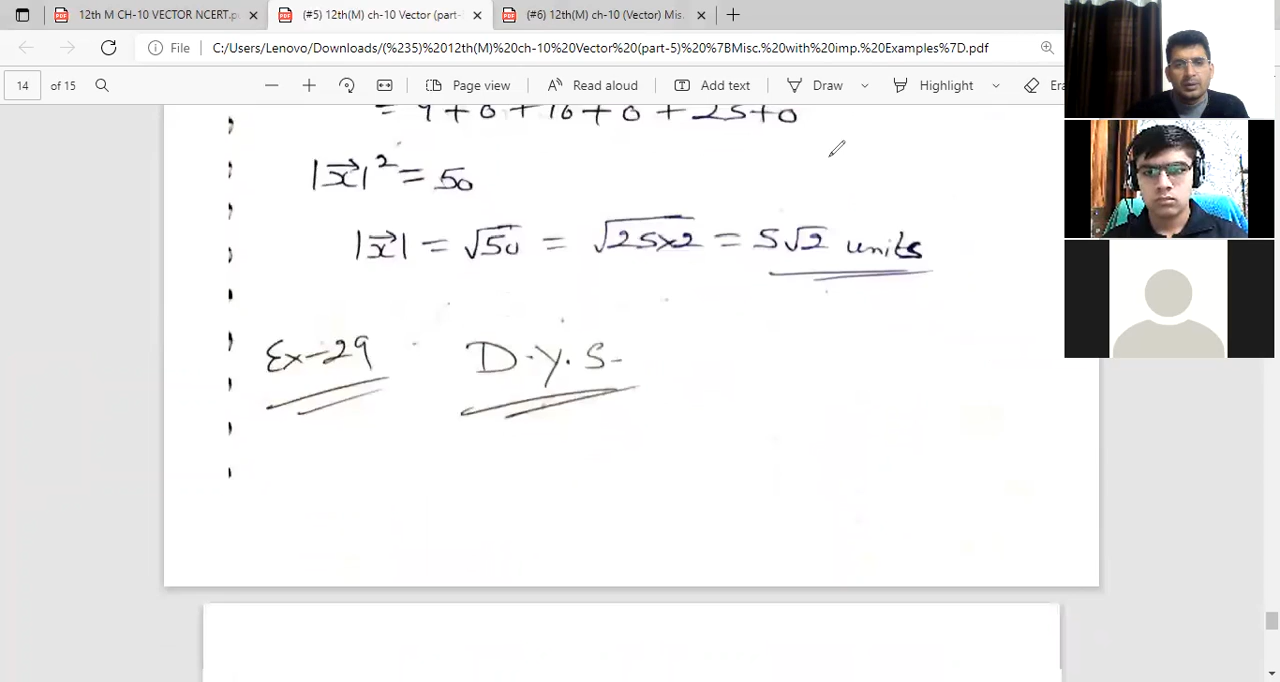 12th M CH-10 VECTOR NCERT.p
(#5) 12th(M) ch-10 Vector (part-
(#6) 12th(M) ch-10 (Vector) Mis
File C:/Users/Lenovo/Downloads/(%235)%2012th(M)%20ch-10%20Vector%20(part-5)%20%7BMisc.%20with%20imp.%20Examples%7D.pdf
14 of 15 Page view Read aloud Add text Draw Highlight Era
= 9 + 0 + 16 + 0 + 25 + 0
|x⃗|² = 50
|x⃗| = √50 = √25×2 = 5√2 units
Ex-29 D.Y.S-